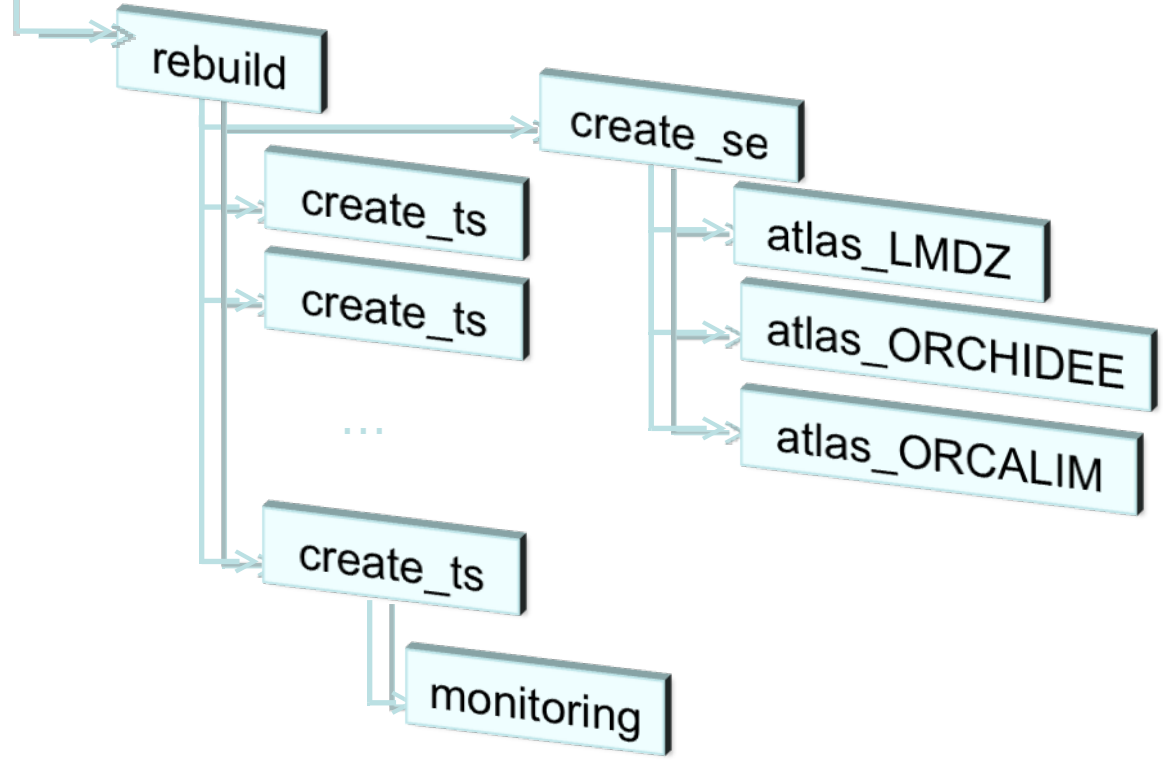 rebuild
create_se
create_ts
atlas_LMDZ
create_ts
atlas_ORCHIDEE
...
atlas_ORCALIM
create_ts
monitoring